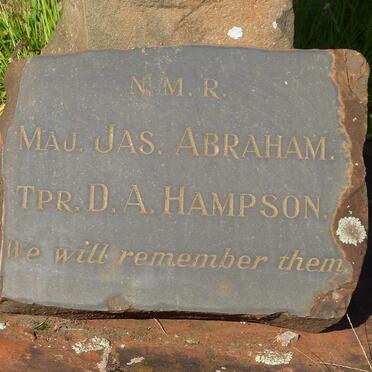 N. M. R.
MAJ. JAS. ABRAHAM.
TPR. D. A. HAMPSON.
We will remember them